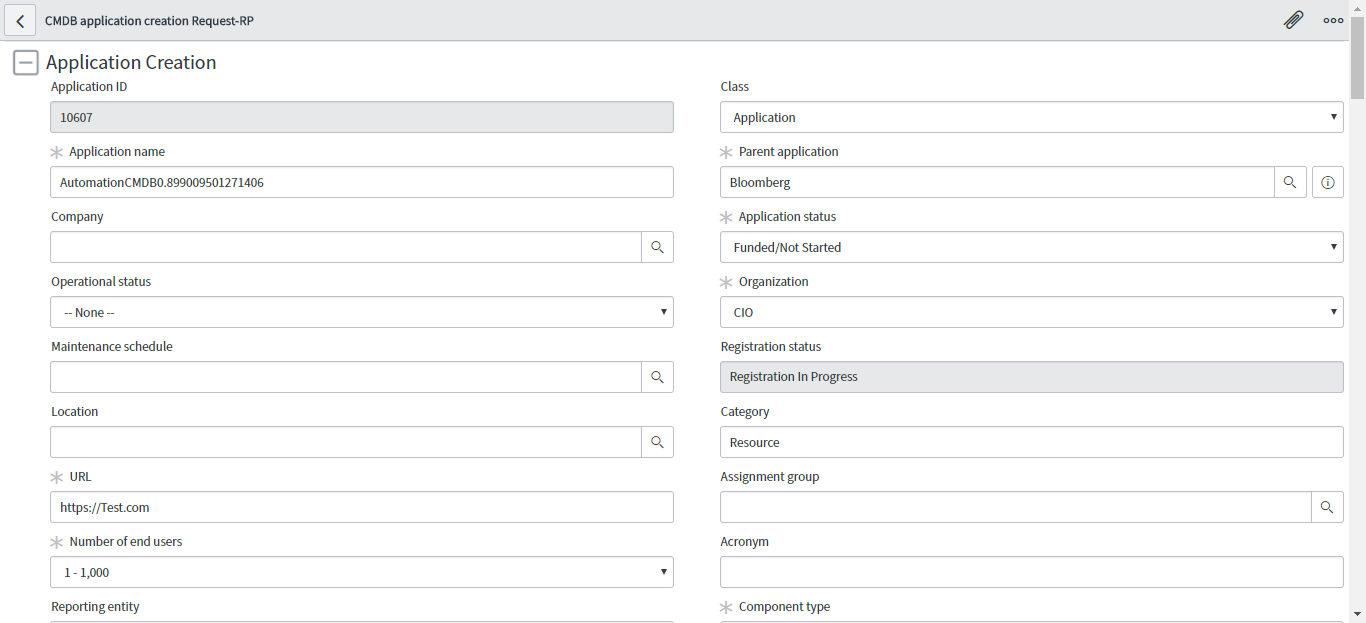 CMDB application creation Request-RP
Application Creation
Application ID
10607
Application name
AutomationCMDB0.899009501271406
Company
Operational status
-- None --
Maintenance schedule
Location
URL
https://Test.com
Number of end users
1 - 1,000
Reporting entity
Class
Application
Parent application
Bloomberg
Application status
Funded/Not Started
Organization
CIO
Registration status
Registration In Progress
Category
Resource
Assignment group
Acronym
Component type